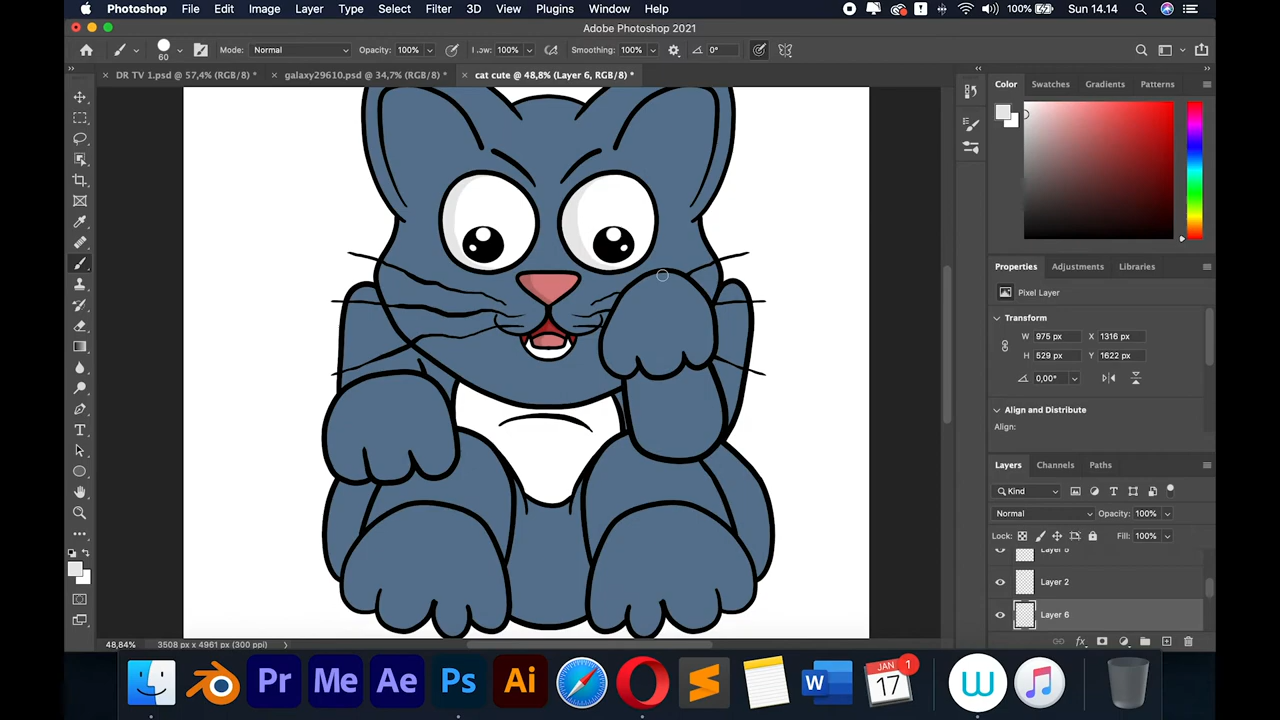 Photoshop File Edit Image Layer Type Select Filter 3D View Plugins Window Help 100% Sun 14.14
Adobe Photoshop 2021
60 Mode: Normal Opacity: 100% 100% Smoothing: 100% 0°
DR TV 1.psd @ 57,4% (RGB/8) * galaxy29610.psd @ 34,7% (RGB/8) * cat cute @ 48,8% (Layer 6, RGB/8) *
Color Swatches Gradients Patterns
Properties Adjustments Libraries
Pixel Layer
Transform
W 975 px X 1316 px
H 529 px Y 1622 px
0,00°
Align and Distribute
Align:
Layers Channels Paths
Kind
Normal Opacity: 100%
Lock: Fill: 100%
Layer 2
Layer 6
48,84% 3508 px x 4961 px (300 ppi)
Pr Me Ae Ps Ai W JAN 17 1